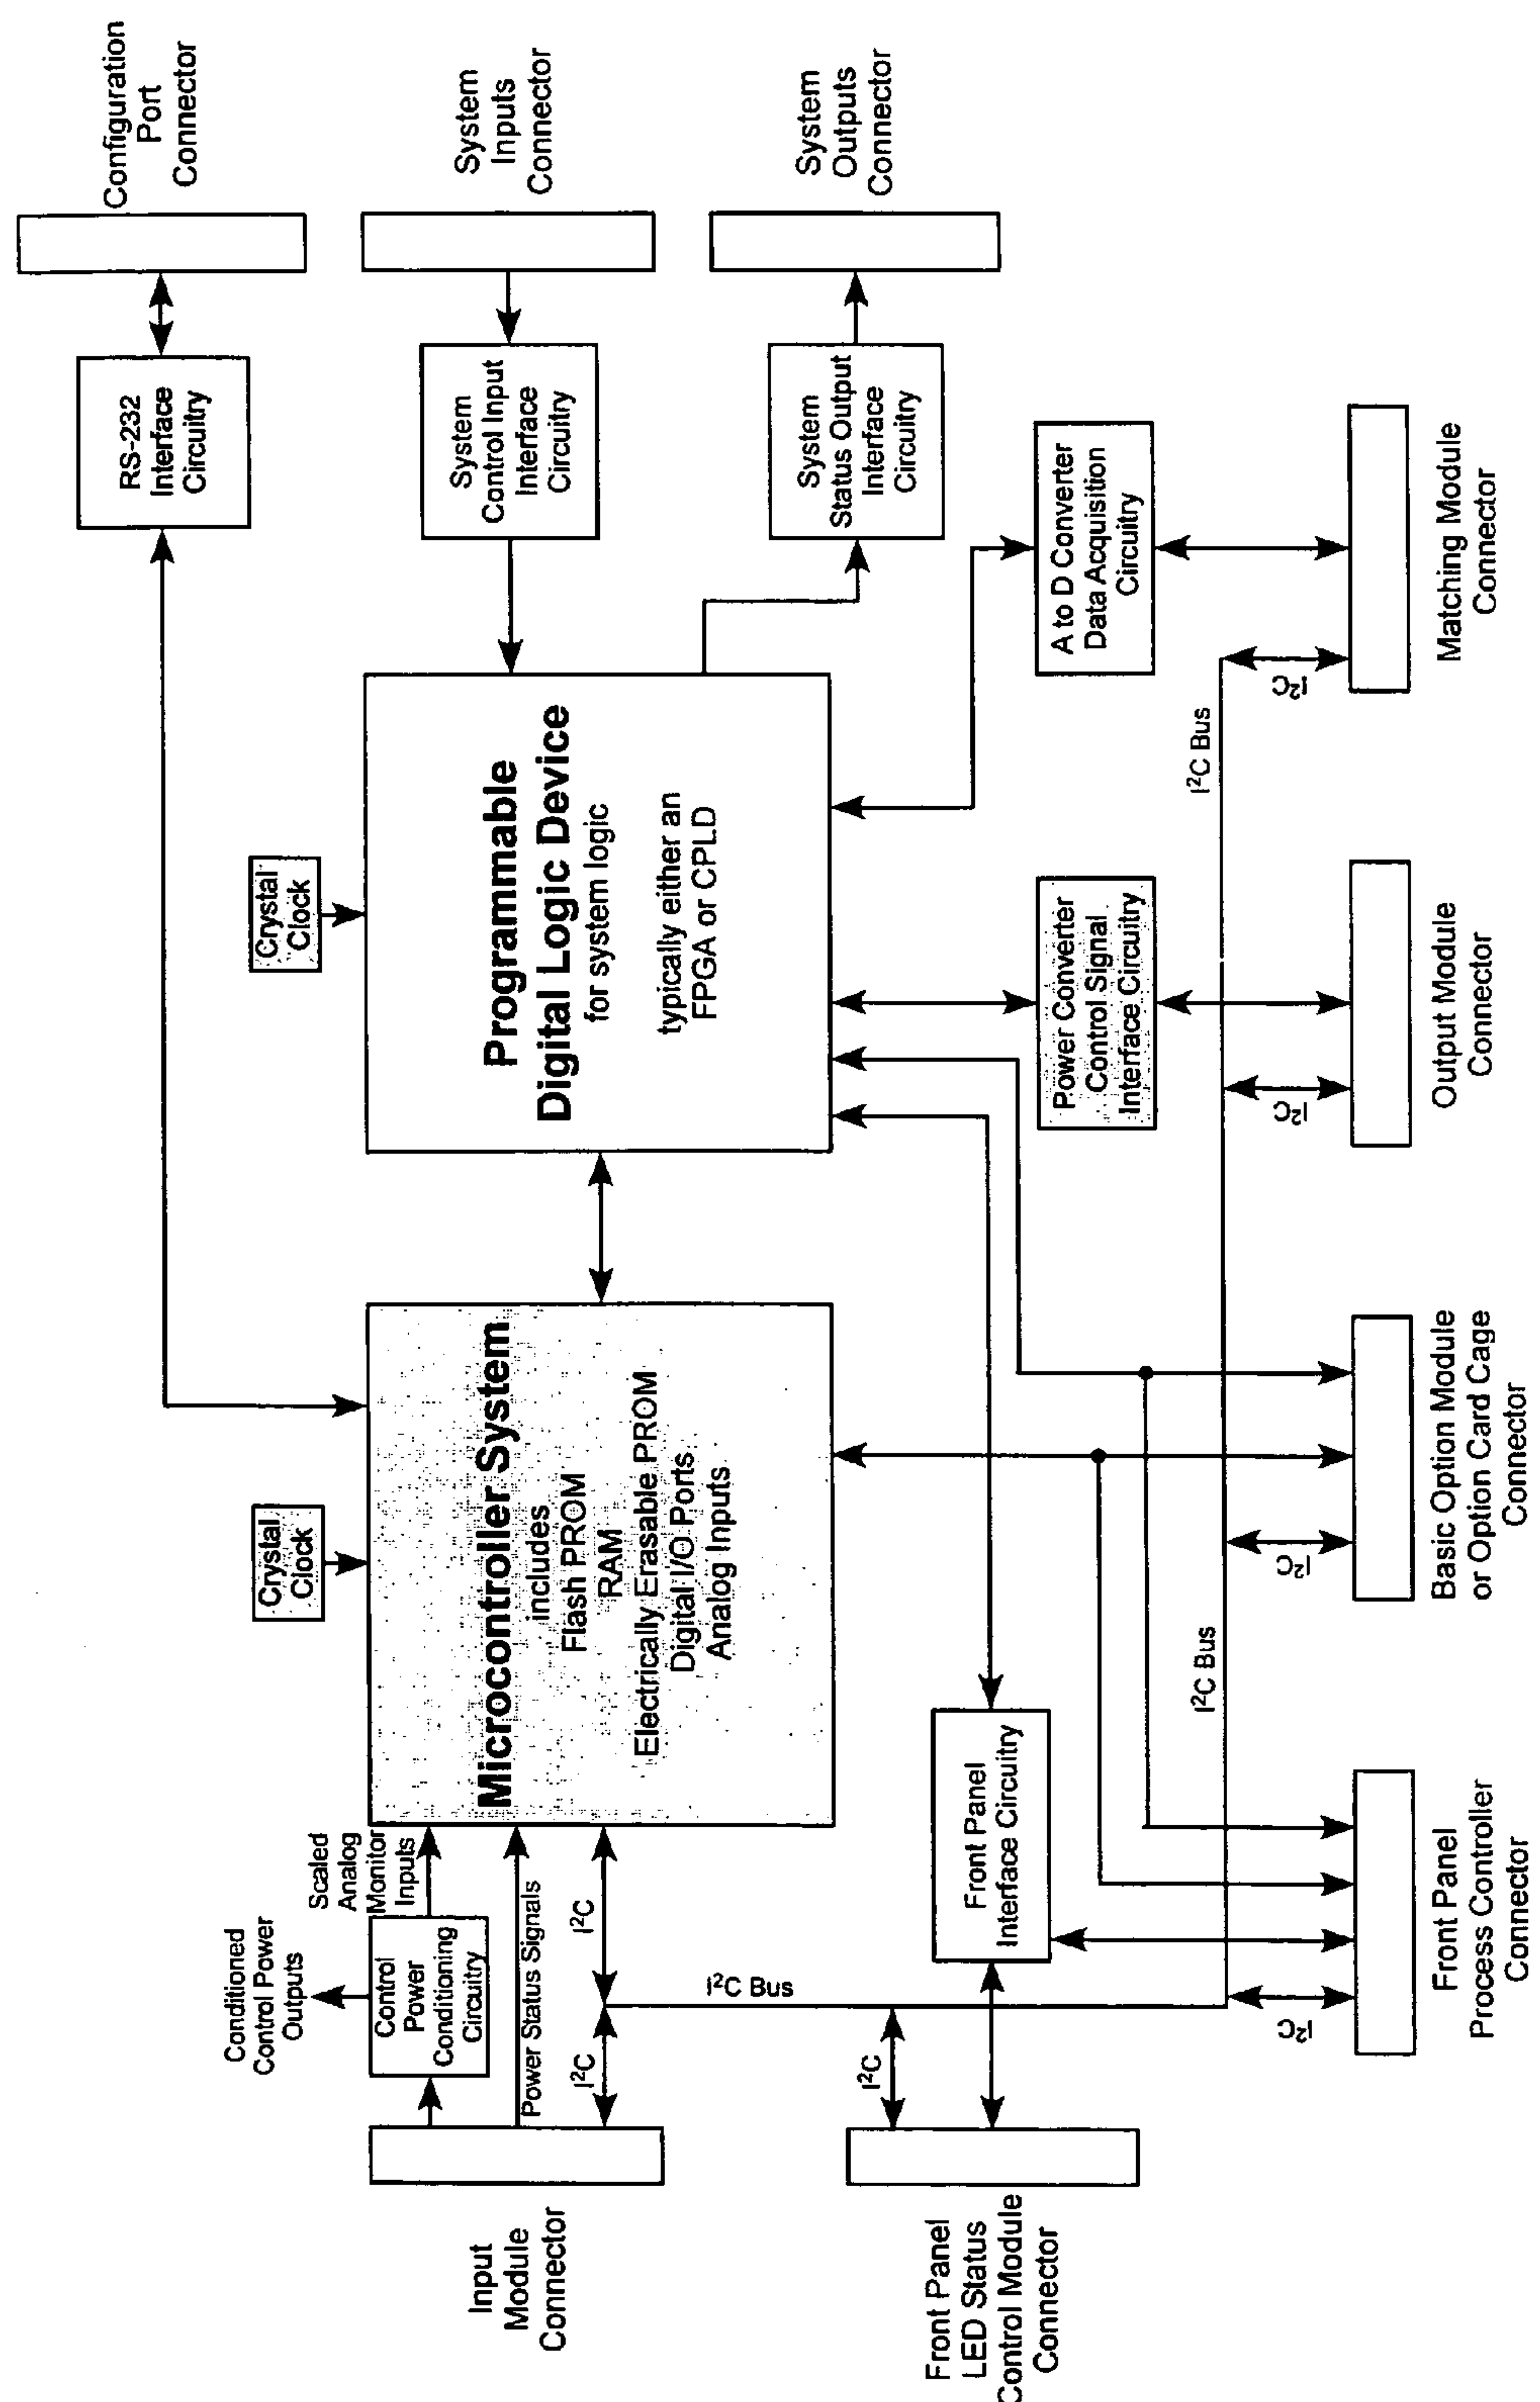 Configuration
Port
Connector
System
Inputs
Connector
System
Outputs
Connector
RS-232
Interface
Circuitry
System
Control Input
Interface
Circuitry
System
Status Output
Interface
Circuitry
Crystal
Clock
Programmable
Digital Logic Device
for system logic
typically either an
FPGA or CPLD
A to D Converter
Data Acquisition
Circuitry
Power Converter
Control Signal
Interface Circuitry
Crystal
Clock
Microcontroller System
includes
Flash PROM
RAM
Electrically Erasable PROM
Digital I/O Ports
Analog Inputs
Scaled
Analog
Monitor
Inputs
Conditioned
Control Power
Outputs
Control
Power
Conditioning
Circuitry
Power Status Signals
I²C
I²C
I²C Bus
I²C
Input
Module
Connector
Front Panel
LED Status
Control Module
Connector
Front Panel
Interface Circuitry
I²C Bus
I²C Bus
I²C
I²C
I²C
I²C
Front Panel
Process Controller
Connector
Basic Option Module
or Option Card Cage
Connector
Output Module
Connector
Matching Module
Connector